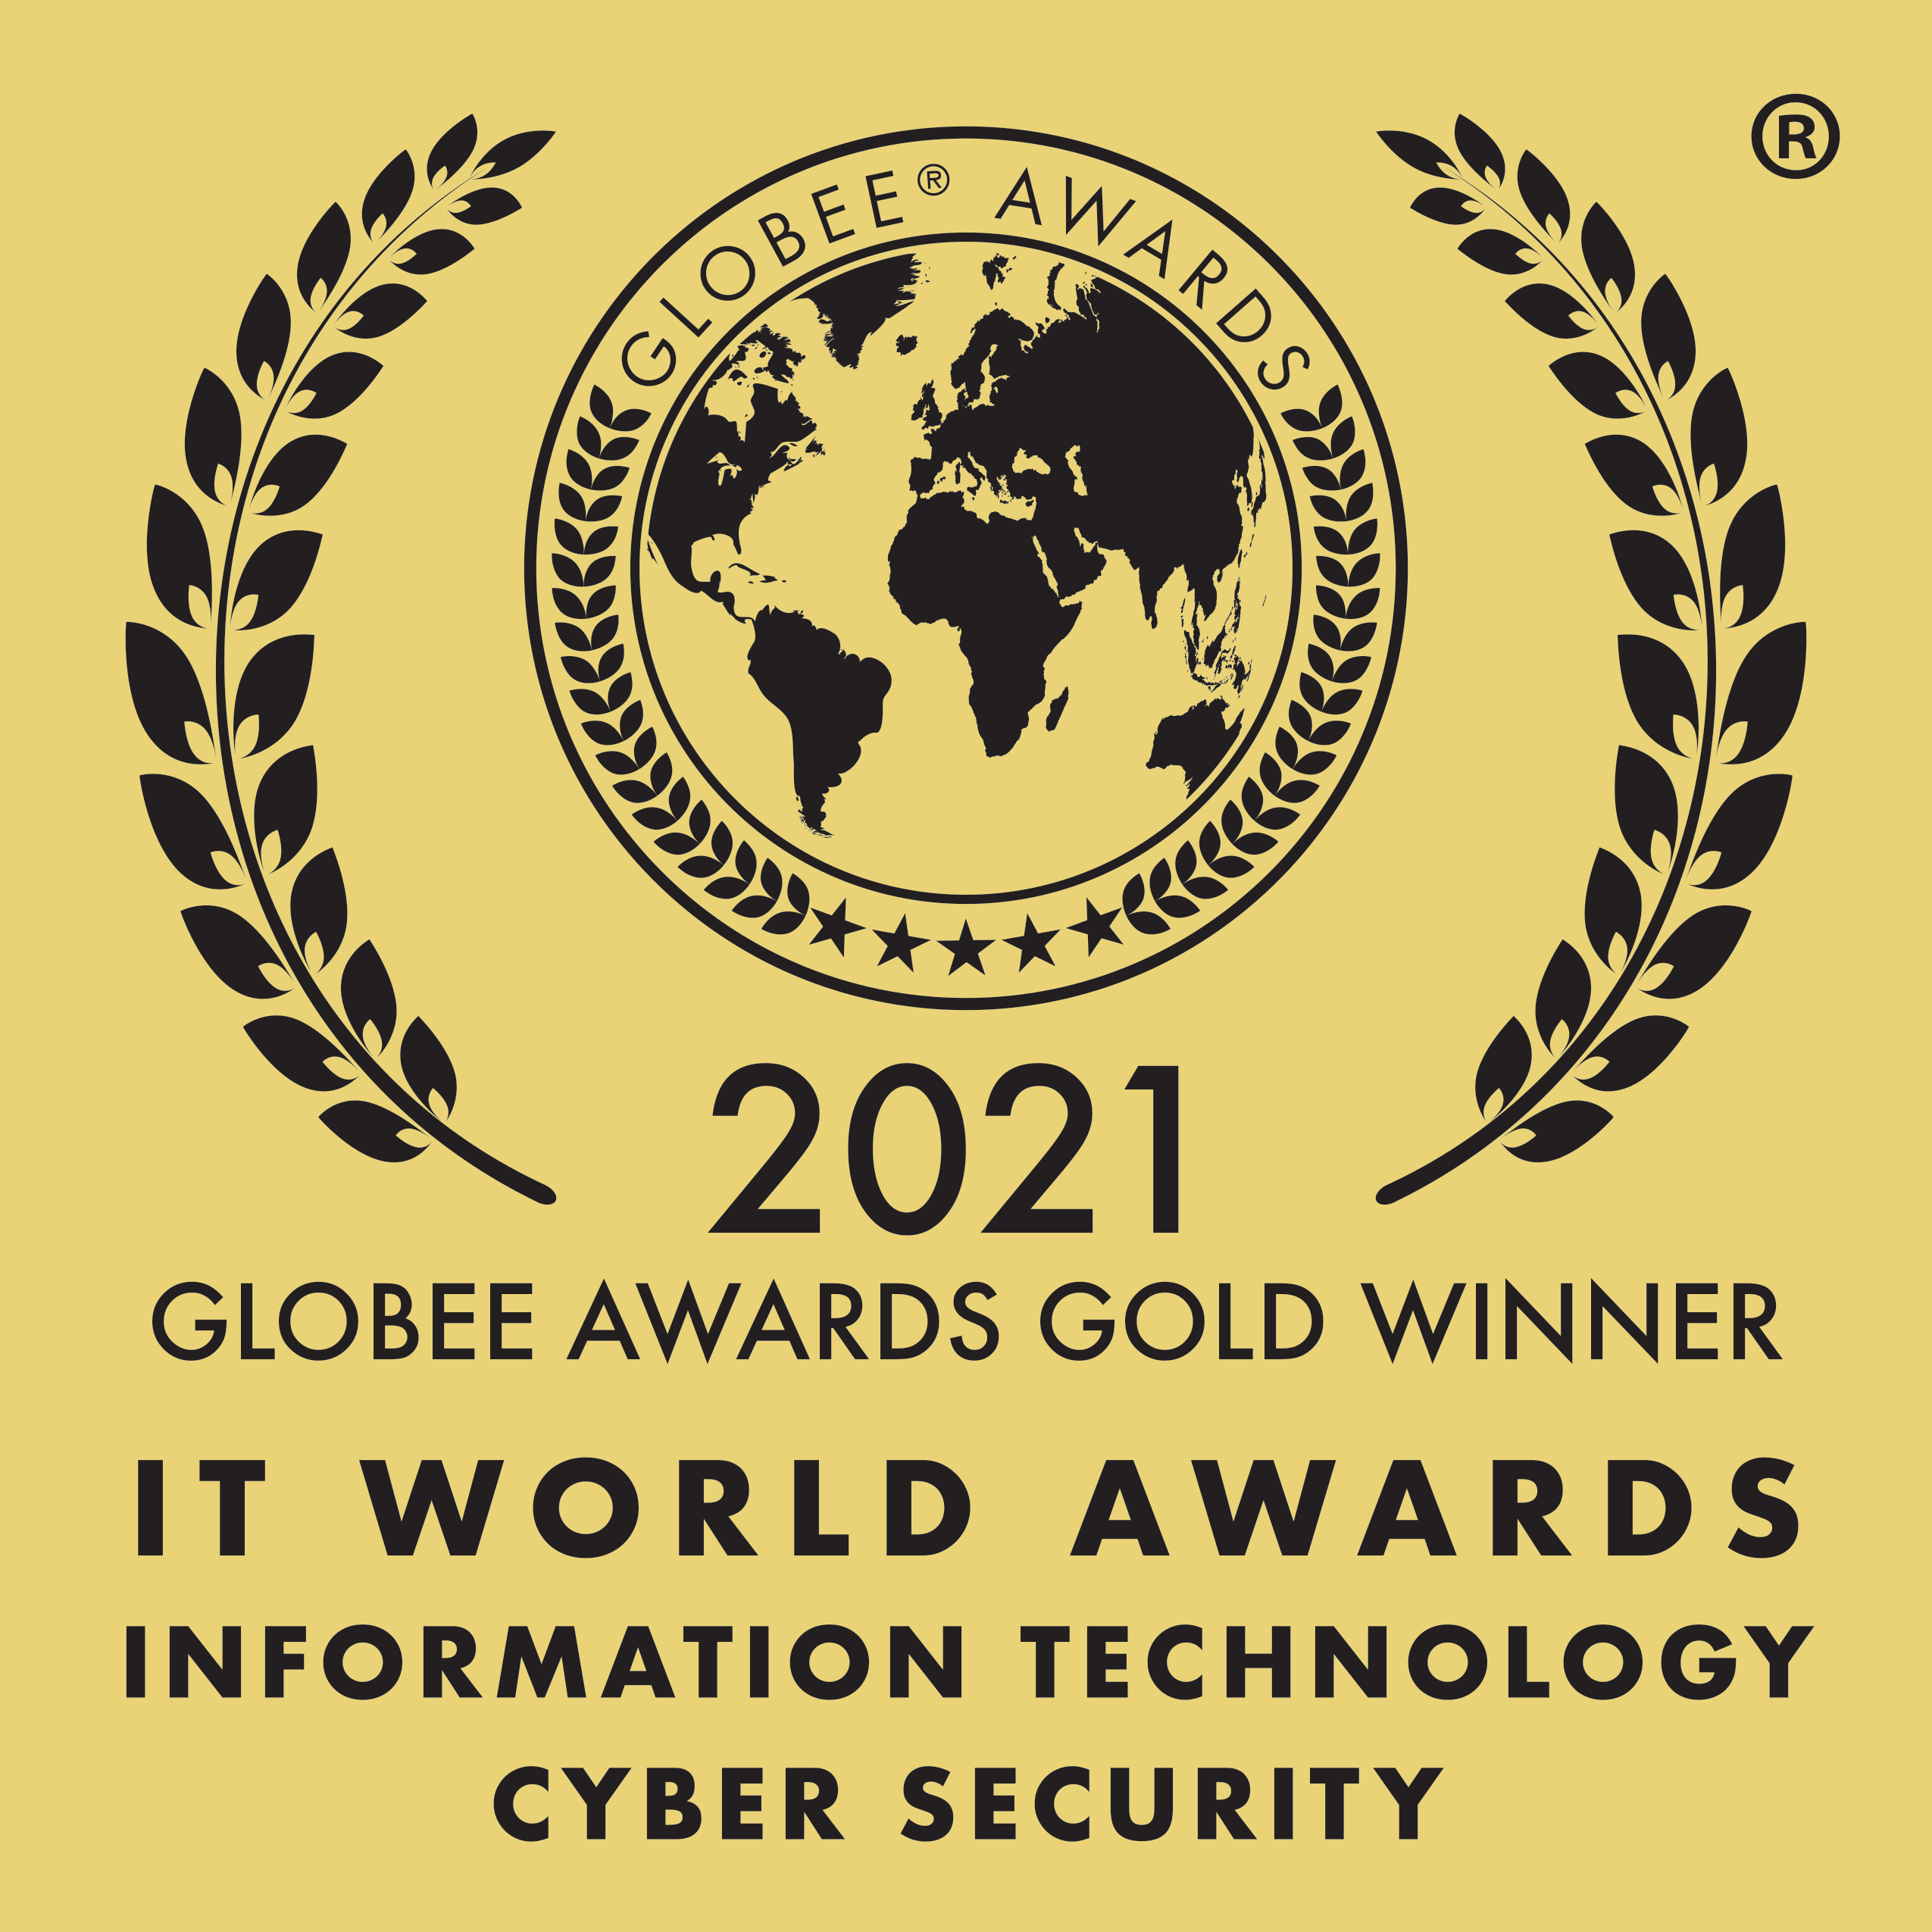 ®
GLOBEE® AWARDS
2021
GLOBEE AWARDS GOLD WINNER
IT WORLD AWARDS
INFORMATION TECHNOLOGY
CYBER SECURITY